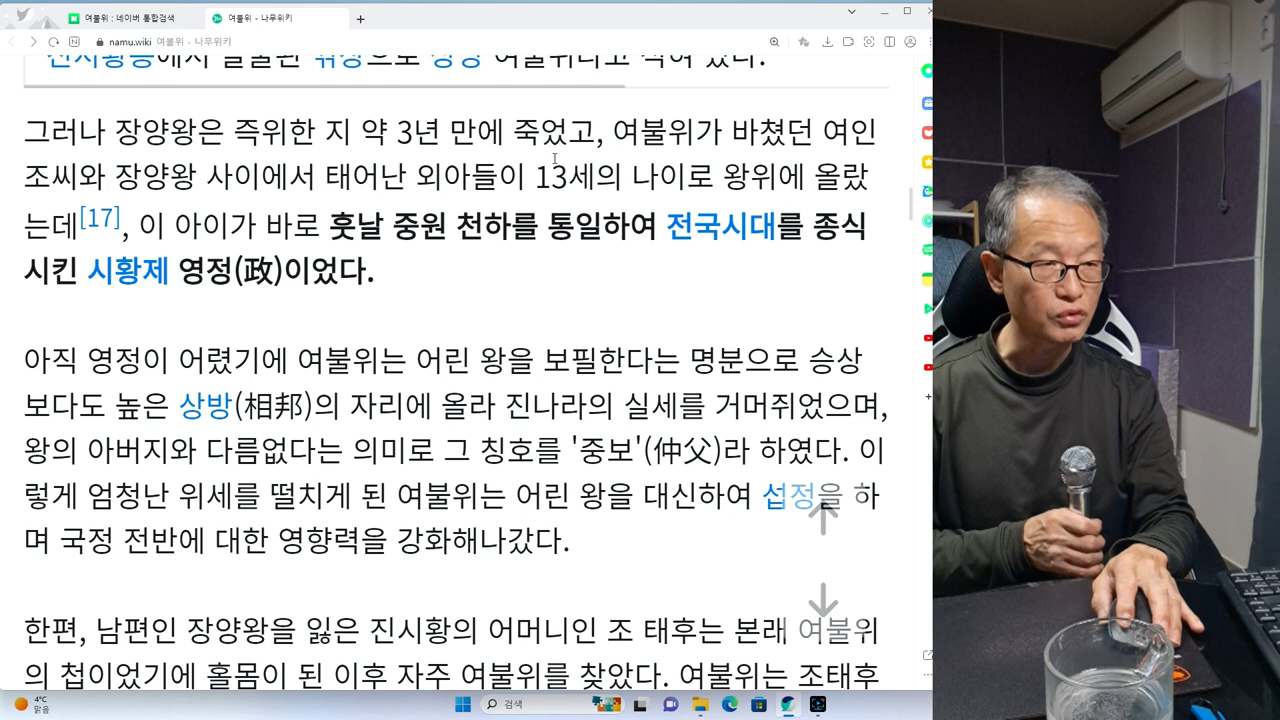 여불위 : 네이버 통합검색
여불위 - 나무위키
namu.wiki 여불위 - 나무위키
그러나 장양왕은 즉위한 지 약 3년 만에 죽었고, 여불위가 바쳤던 여인
조씨와 장양왕 사이에서 태어난 외아들이 13세의 나이로 왕위에 올랐
는데[17], 이 아이가 바로 훗날 중원 천하를 통일하여 전국시대를 종식
시킨 시황제 영정(政)이었다.
아직 영정이 어렸기에 여불위는 어린 왕을 보필한다는 명분으로 승상
보다도 높은 상방(相邦)의 자리에 올라 진나라의 실세를 거머쥐었으며,
왕의 아버지와 다름없다는 의미로 그 칭호를 '중보'(仲父)라 하였다. 이
렇게 엄청난 위세를 떨치게 된 여불위는 어린 왕을 대신하여 섭정을 하
며 국정 전반에 대한 영향력을 강화해나갔다.
한편, 남편인 장양왕을 잃은 진시황의 어머니인 조 태후는 본래 여불위
의 첩이었기에 홀몸이 된 이후 자주 여불위를 찾았다. 여불위는 조태후
4°C
맑음
검색